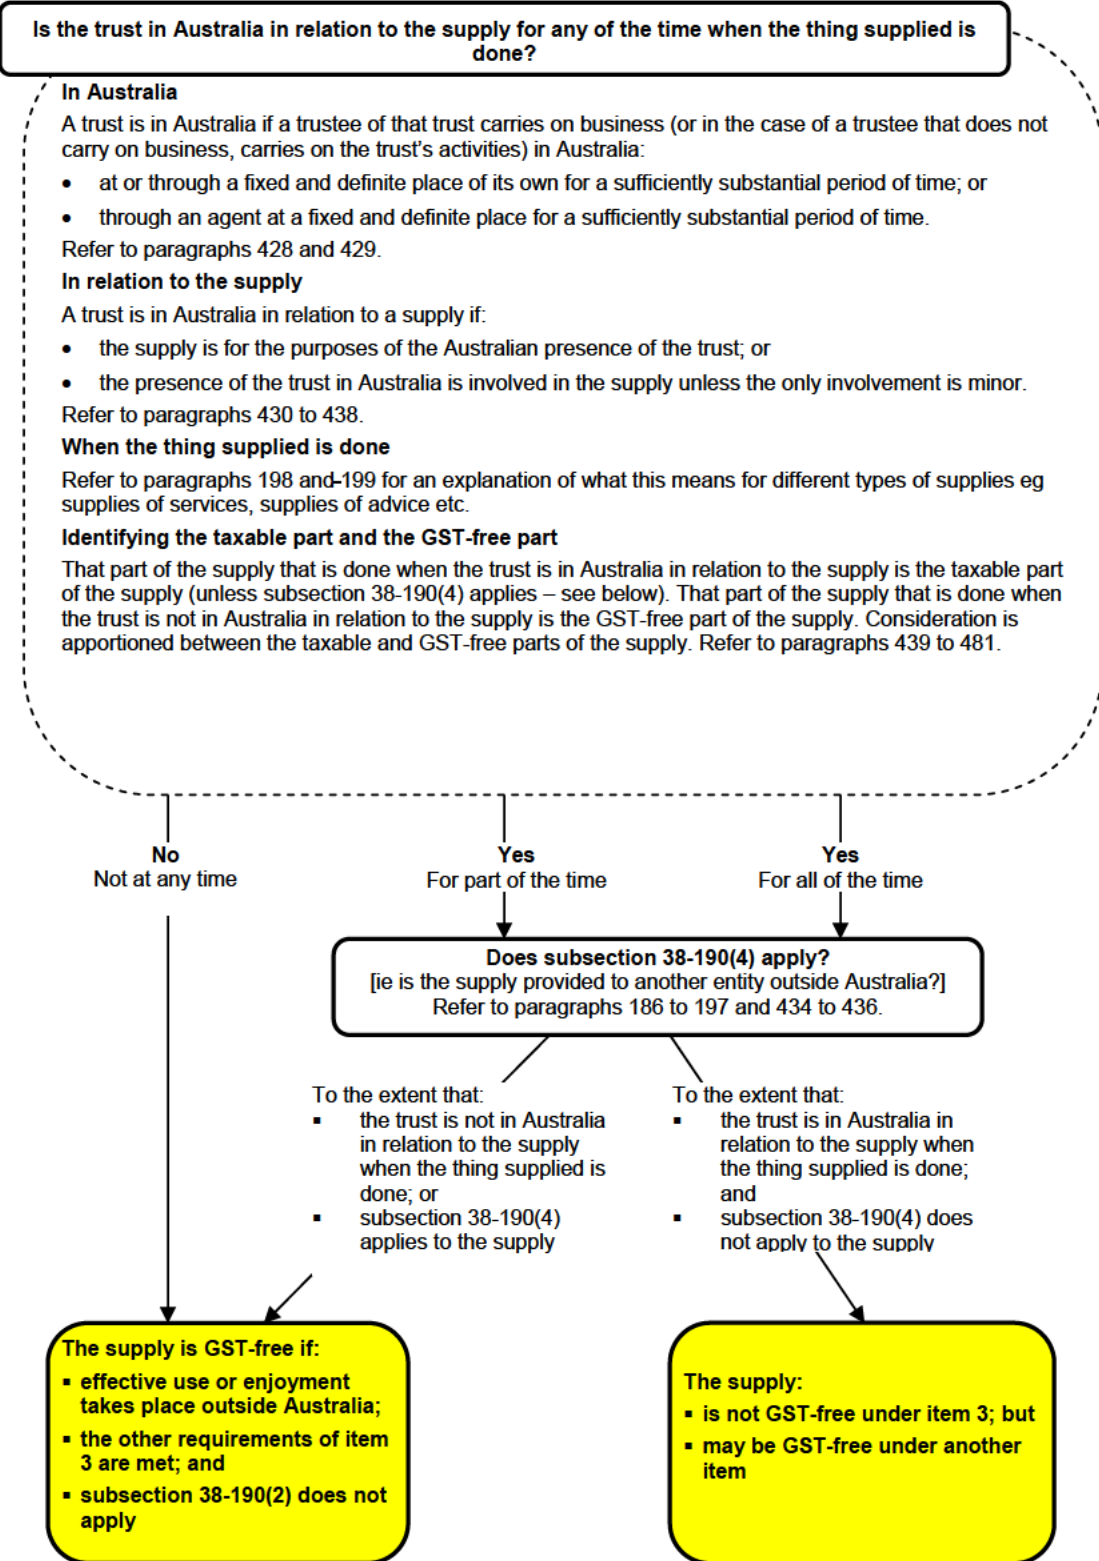 Is the trust in Australia in relation to the supply for any of the time when the thing supplied is
done?
In Australia
A trust is in Australia if a trustee of that trust carries on business (or in the case of a trustee that does not
carry on business, carries on the trust's activities) in Australia:
• at or through a fixed and definite place of its own for a sufficiently substantial period of time; or
• through an agent at a fixed and definite place for a sufficiently substantial period of time.
Refer to paragraphs 428 and 429.
In relation to the supply
A trust is in Australia in relation to a supply if:
• the supply is for the purposes of the Australian presence of the trust; or
• the presence of the trust in Australia is involved in the supply unless the only involvement is minor.
Refer to paragraphs 430 to 438.
When the thing supplied is done
Refer to paragraphs 198 and-199 for an explanation of what this means for different types of supplies eg
supplies of services, supplies of advice etc.
Identifying the taxable part and the GST-free part
That part of the supply that is done when the trust is in Australia in relation to the supply is the taxable part
of the supply (unless subsection 38-190(4) applies – see below). That part of the supply that is done when
the trust is not in Australia in relation to the supply is the GST-free part of the supply. Consideration is
apportioned between the taxable and GST-free parts of the supply. Refer to paragraphs 439 to 481.
No
Not at any time
Yes
For part of the time
Yes
For all of the time
Does subsection 38-190(4) apply?
[ie is the supply provided to another entity outside Australia?]
Refer to paragraphs 186 to 197 and 434 to 436.
To the extent that:
▪ the trust is not in Australia
in relation to the supply
when the thing supplied is
done; or
▪ subsection 38-190(4)
applies to the supply
To the extent that:
▪ the trust is in Australia in
relation to the supply when
the thing supplied is done;
and
▪ subsection 38-190(4) does
not apply to the supply
The supply is GST-free if:
▪ effective use or enjoyment
takes place outside Australia;
▪ the other requirements of item
3 are met; and
▪ subsection 38-190(2) does not
apply
The supply:
▪ is not GST-free under item 3; but
▪ may be GST-free under another
item